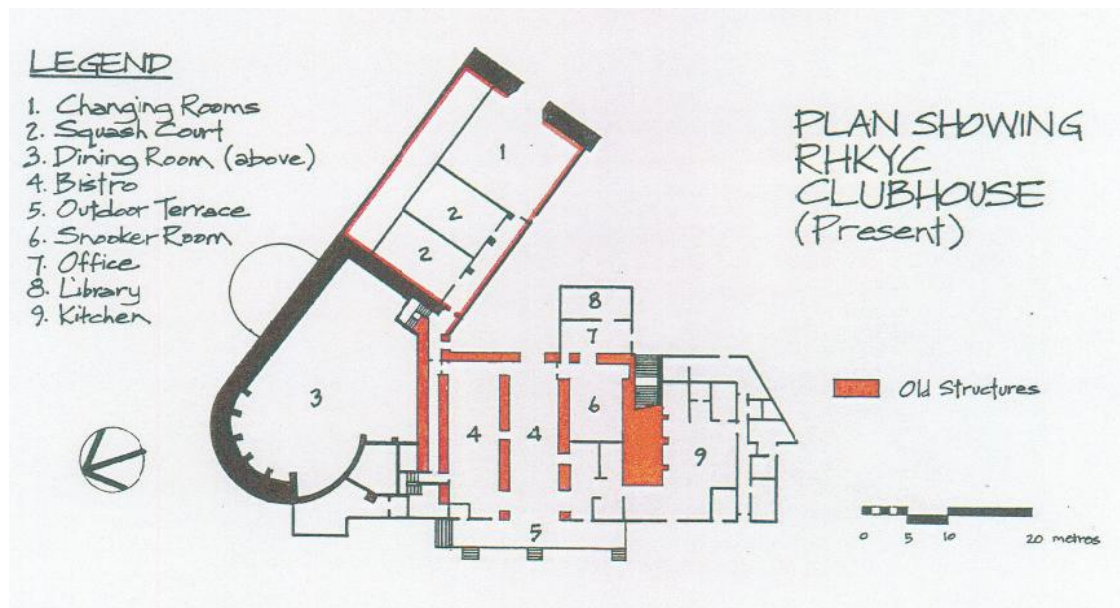 LEGEND
1. Changing Rooms
2. Squash Court
3. Dining Room (above)
4. Bistro
5. Outdoor Terrace
6. Snooker Room
7. Office
8. Library
9. Kitchen
PLAN SHOWING
RHKYC
CLUBHOUSE
(Present)
1
2
2
8
7
3
4
4
6
9
5
Old Structures
0 5 10 20 metres